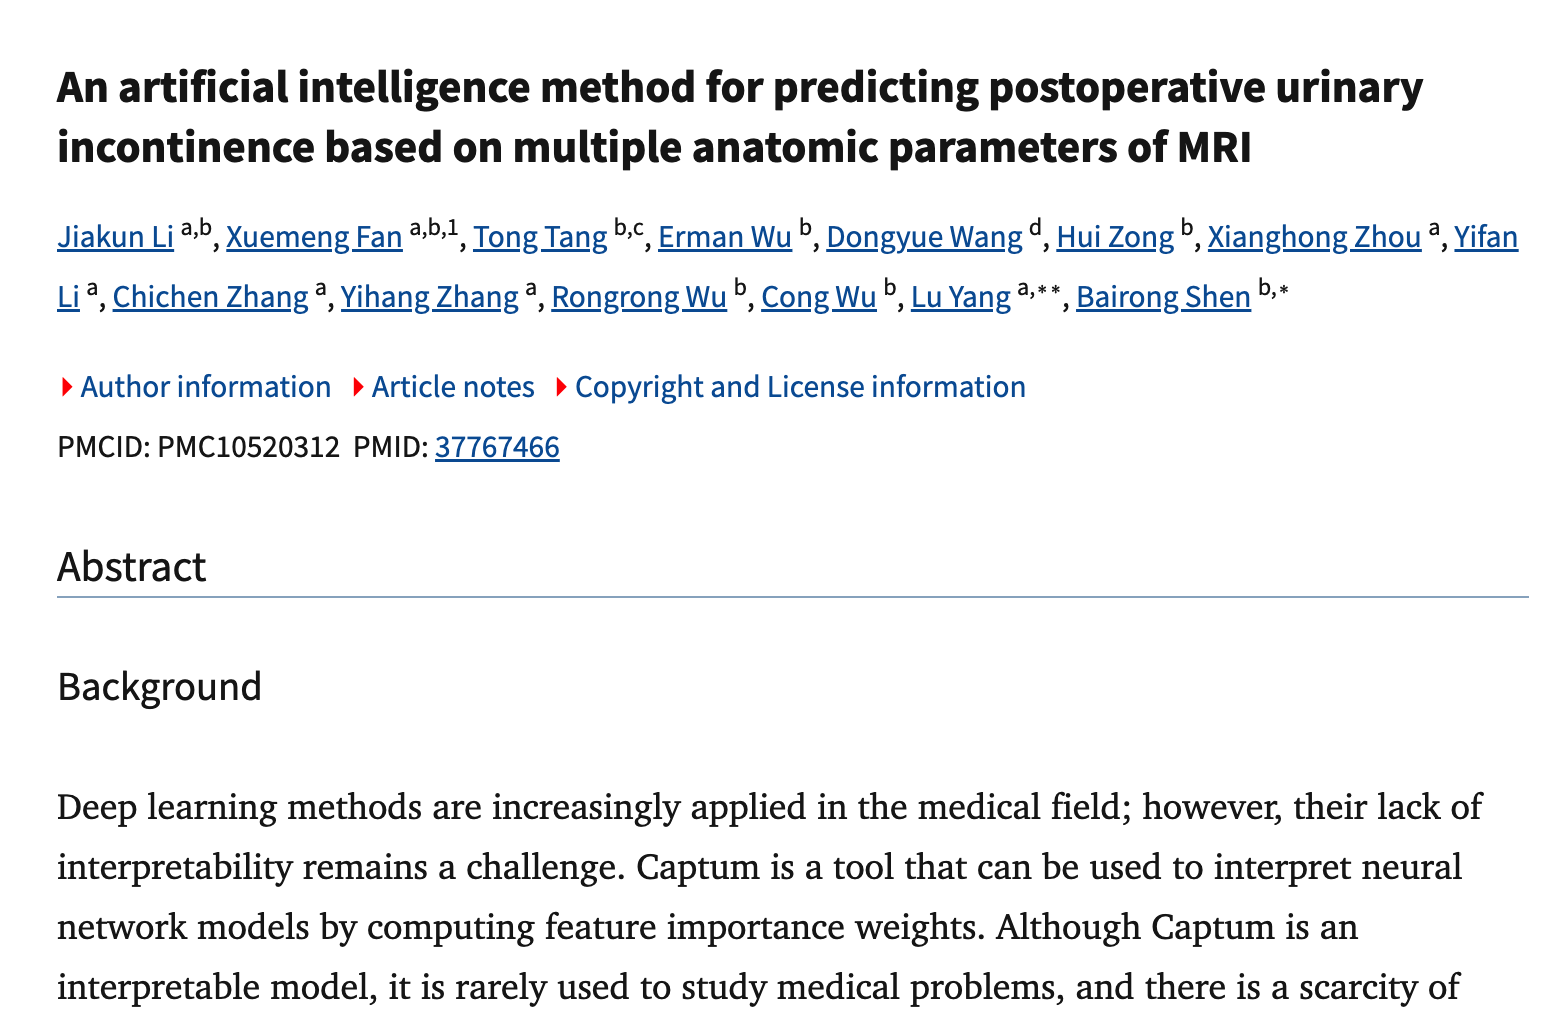 An artificial intelligence method for predicting postoperative urinary
incontinence based on multiple anatomic parameters of MRI
Jiakun Li a,b, Xuemeng Fan a,b,1, Tong Tang b,c, Erman Wu b, Dongyue Wang d, Hui Zong b, Xianghong Zhou a, Yifan
Li a, Chichen Zhang a, Yihang Zhang a, Rongrong Wu b, Cong Wu b, Lu Yang a,**, Bairong Shen b,*
Author information Article notes Copyright and License information
PMCID: PMC10520312 PMID: 37767466
Abstract
Background
Deep learning methods are increasingly applied in the medical field; however, their lack of
interpretability remains a challenge. Captum is a tool that can be used to interpret neural
network models by computing feature importance weights. Although Captum is an
interpretable model, it is rarely used to study medical problems, and there is a scarcity of